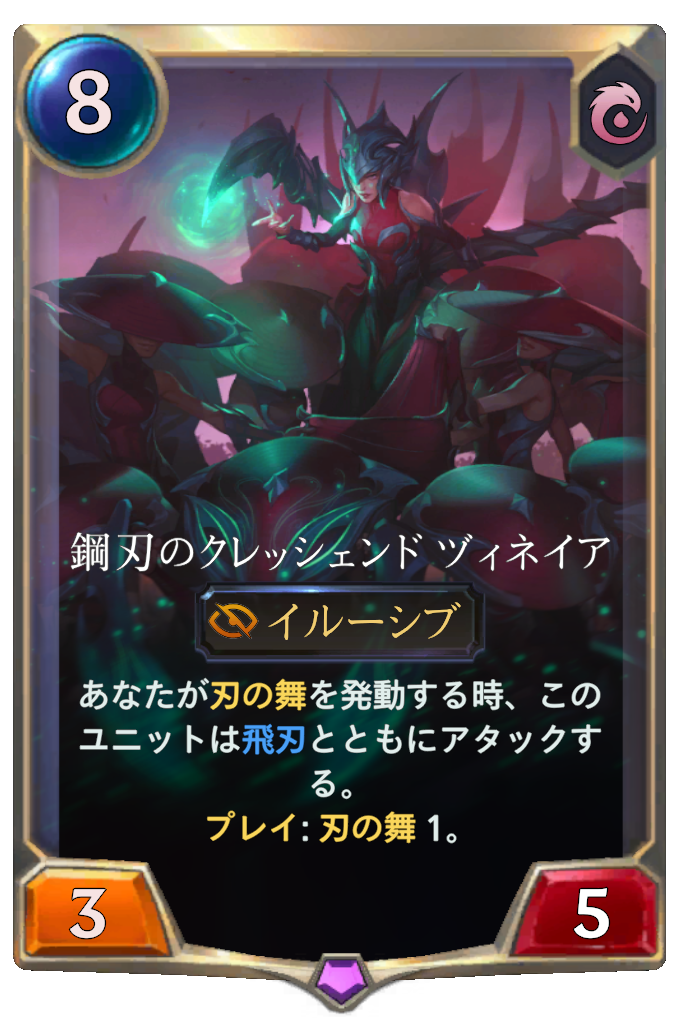 8
鋼刃のクレッシェンド ヅィネイア
イルーシブ
あなたが刃の舞を発動する時、この
ユニットは飛刃とともにアタックす
る。
プレイ: 刃の舞 1。
3
5